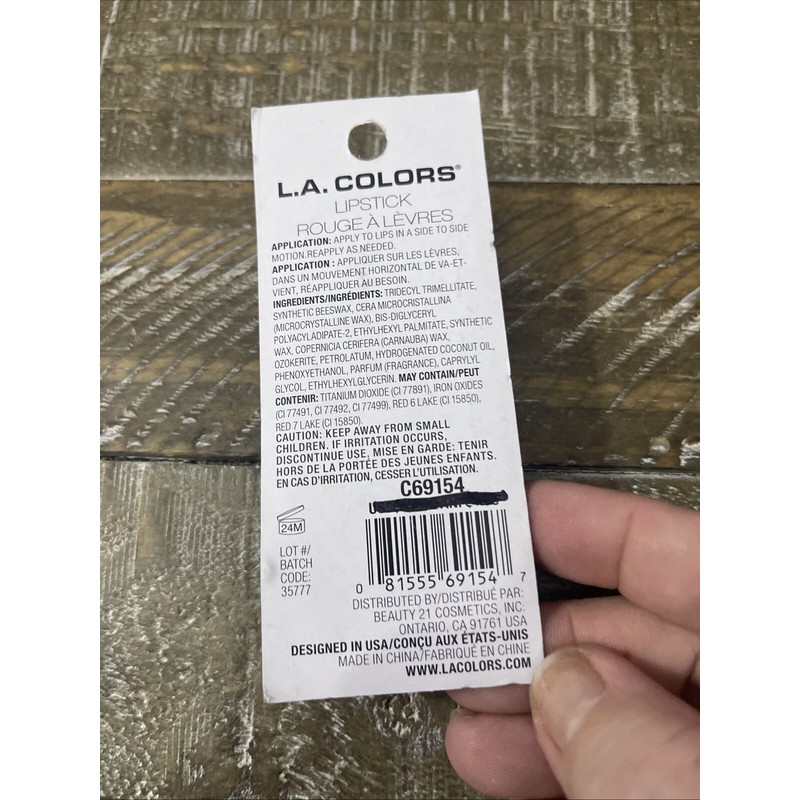 L.A. COLORS®
LIPSTICK
ROUGE À LÈVRES
APPLICATION: APPLY TO LIPS IN A SIDE TO SIDE
MOTION.REAPPLY AS NEEDED.
APPLICATION : APPLIQUER SUR LES LÈVRES,
DANS UN MOUVEMENT HORIZONTAL DE VA-ET-
VIENT, RÉAPPLIQUER AU BESOIN.
INGREDIENTS/INGRÉDIENTS: TRIDECYL TRIMELLITATE,
SYNTHETIC BEESWAX, CERA MICROCRISTALLINA
(MICROCRYSTALLINE WAX), BIS-DIGLYCERYL
POLYACYLADIPATE-2, ETHYLHEXYL PALMITATE, SYNTHETIC
WAX, COPERNICIA CERIFERA (CARNAUBA) WAX,
OZOKERITE, PETROLATUM, HYDROGENATED COCONUT OIL,
PHENOXYETHANOL, PARFUM (FRAGRANCE), CAPRYLYL
GLYCOL, ETHYLHEXYLGLYCERIN. MAY CONTAIN/PEUT
CONTENIR: TITANIUM DIOXIDE (CI 77891), IRON OXIDES
(CI 77491, CI 77492, CI 77499), RED 6 LAKE (CI 15850),
RED 7 LAKE (CI 15850).
CAUTION: KEEP AWAY FROM SMALL
CHILDREN. IF IRRITATION OCCURS,
DISCONTINUE USE, MISE EN GARDE: TENIR
HORS DE LA PORTÉE DES JEUNES ENFANTS.
EN CAS D'IRRITATION, CESSER L'UTILISATION.
C69154
24M
LOT #/
BATCH
CODE:
35777
0 81555 69154 7
DISTRIBUTED BY/DISTRIBUÉ PAR:
BEAUTY 21 COSMETICS, INC.
ONTARIO, CA 91761 USA
DESIGNED IN USA/CONÇU AUX ÉTATS-UNIS
MADE IN CHINA/FABRIQUÉ EN CHINE
WWW.LACOLORS.COM